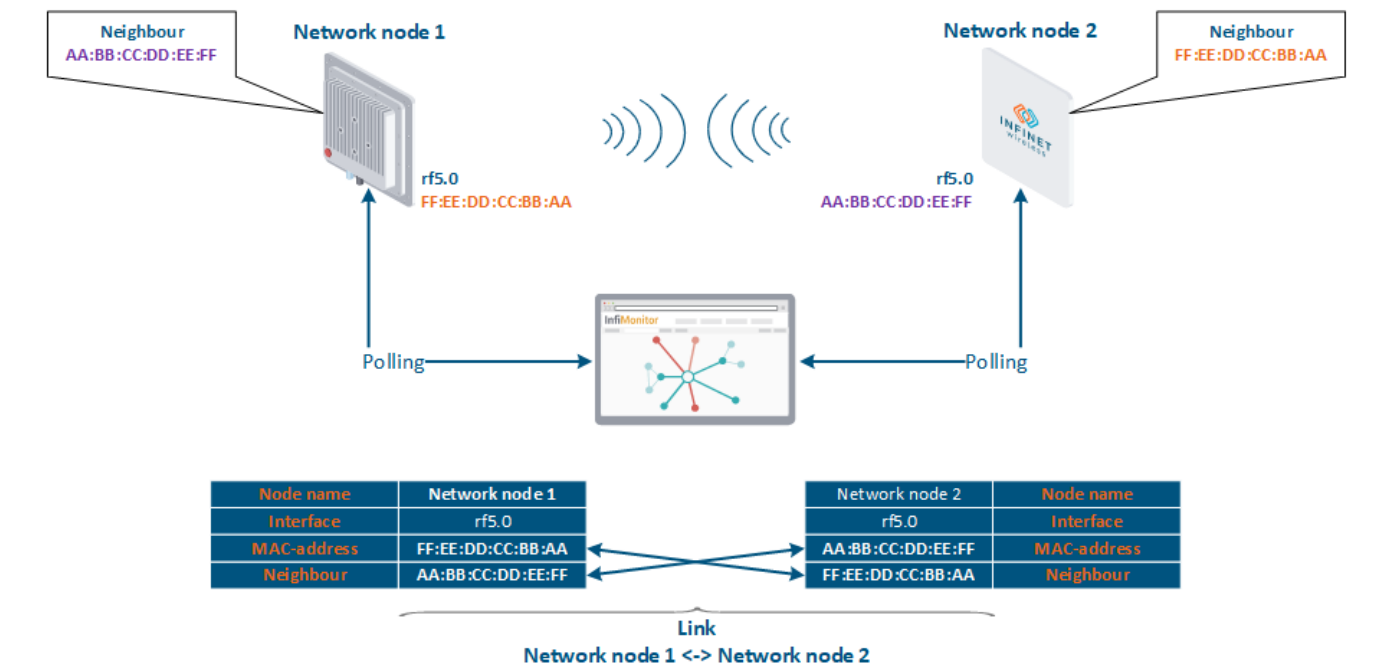 Neighbour
AA:BB:CC:DD:EE:FF
Network node 1
Network node 2
Neighbour
FF:EE:DD:CC:BB:AA
INFINET
wireless
rf5.0
FF:EE:DD:CC:BB:AA
rf5.0
AA:BB:CC:DD:EE:FF
InfiMonitor
Polling
Polling
Node name Network node 1 Network node 2 Node name
Interface rf5.0 rf5.0 Interface
MAC-address FF:EE:DD:CC:BB:AA AA:BB:CC:DD:EE:FF MAC-address
Neighbour AA:BB:CC:DD:EE:FF FF:EE:DD:CC:BB:AA Neighbour
Link
Network node 1 <-> Network node 2